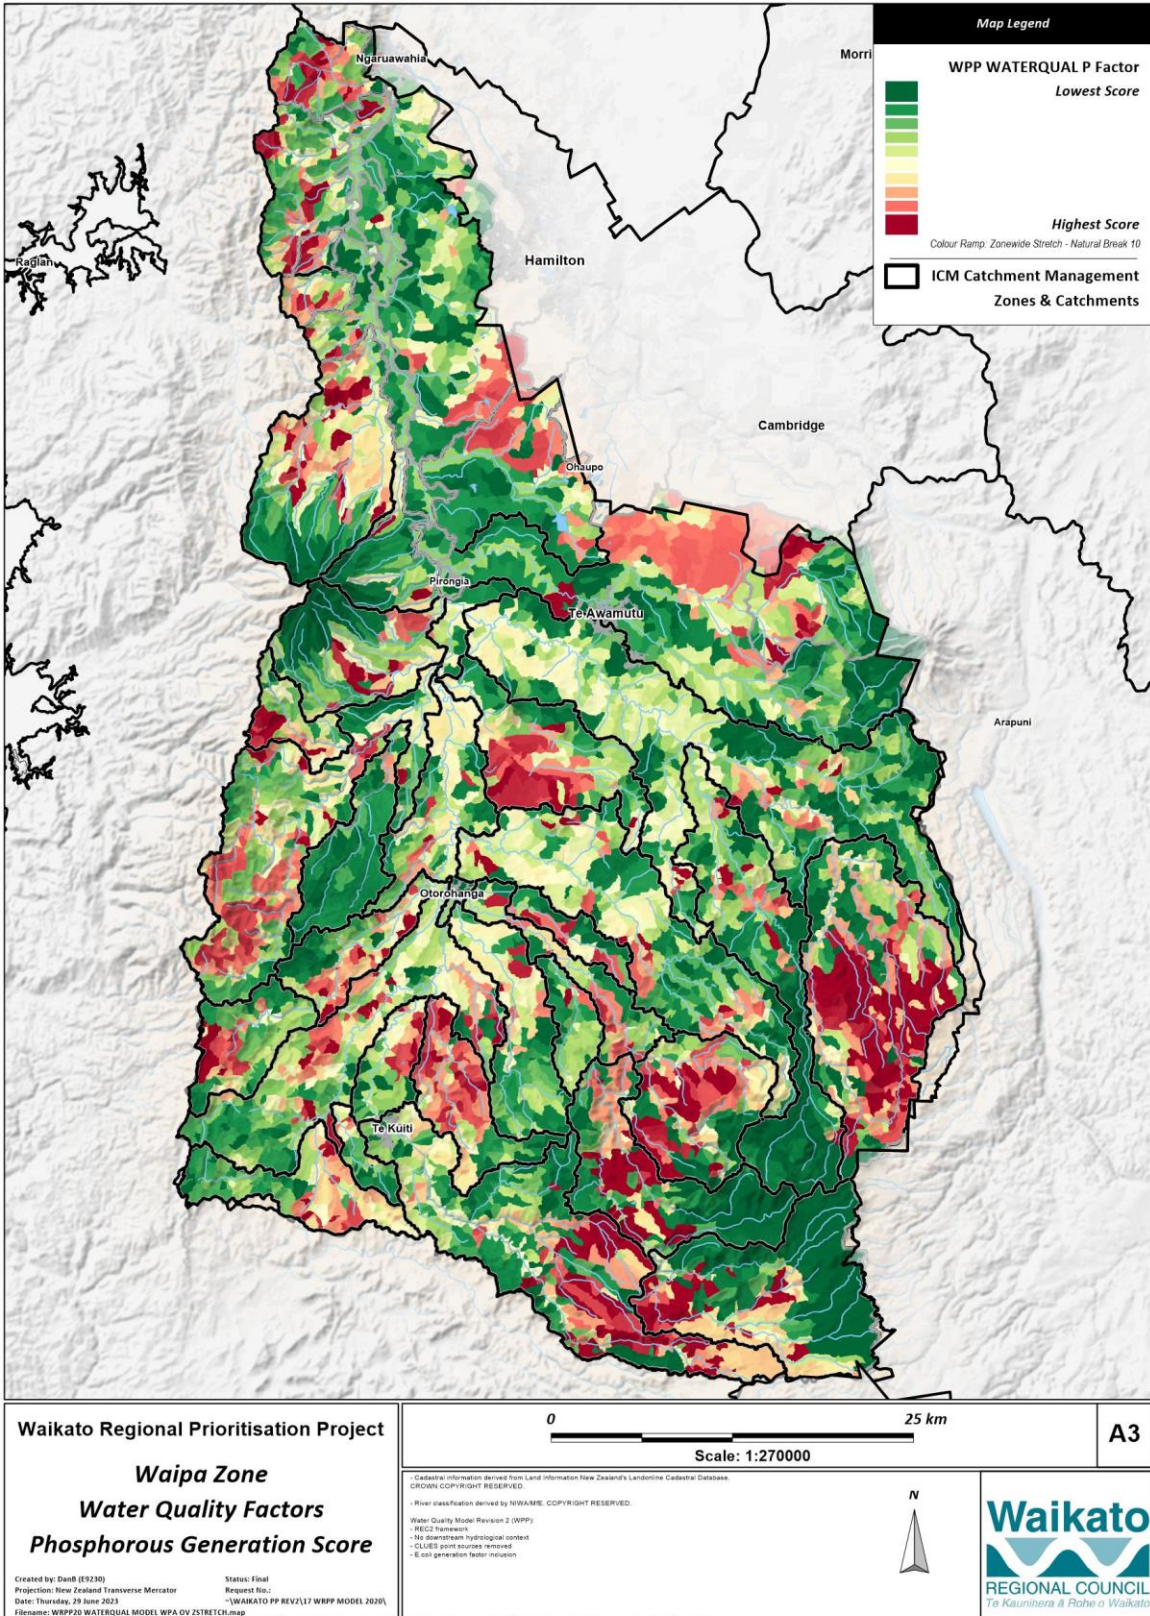 Map Legend
WPP WATERQUAL P Factor
Lowest Score
Highest Score
Colour Ramp: Zonewide Stretch - Natural Break 10
ICM Catchment Management
Zones & Catchments
Morri
Ngaruawahia
Raglan
Hamilton
Cambridge
Ohaupo
Pirongia
Te Awamutu
Arapuni
Otorohanga
Te Kuiti
Waikato Regional Prioritisation Project
Waipa Zone
Water Quality Factors
Phosphorous Generation Score
Created by: DanB (E9230)
Status: Final
Projection: New Zealand Transverse Mercator
Request No.:
Date: Thursday, 29 June 2023
~\WAIKATO PP REV2\17 WRPP MODEL 2020\
Filename: WRPP20 WATERQUAL MODEL WPA OV ZSTRETCH.map
0
25 km
Scale: 1:270000
A3
- Cadastral information derived from Land Information New Zealand's Landonline Cadastral Database.
CROWN COPYRIGHT RESERVED.
- River classification derived by NIWA/MfE. COPYRIGHT RESERVED.
Water Quality Model Revision 2 (WPP):
- REC2 framework
- No downstream hydrological context
- CLUES point sources removed
- E.coli generation factor inclusion
N
Waikato
REGIONAL COUNCIL
Te Kaunihera ā Rohe o Waikato